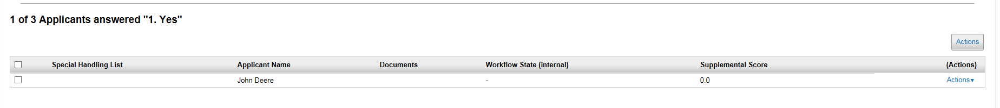 1 of 3 Applicants answered "1. Yes"
Actions
Special Handling List Applicant Name Documents Workflow State (internal) Supplemental Score (Actions)
John Deere - 0.0 Actions▾